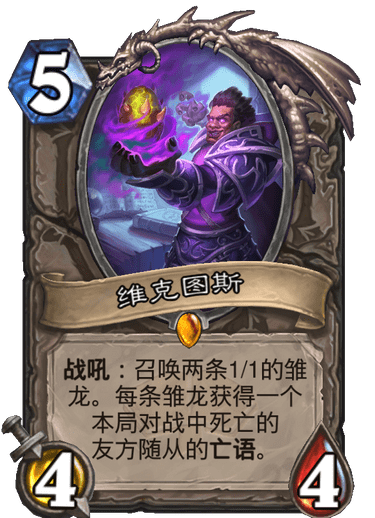 5
维克图斯
战吼：召唤两条1/1的雏
龙。每条雏龙获得一个
本局对战中死亡的
友方随从的亡语。
4
4